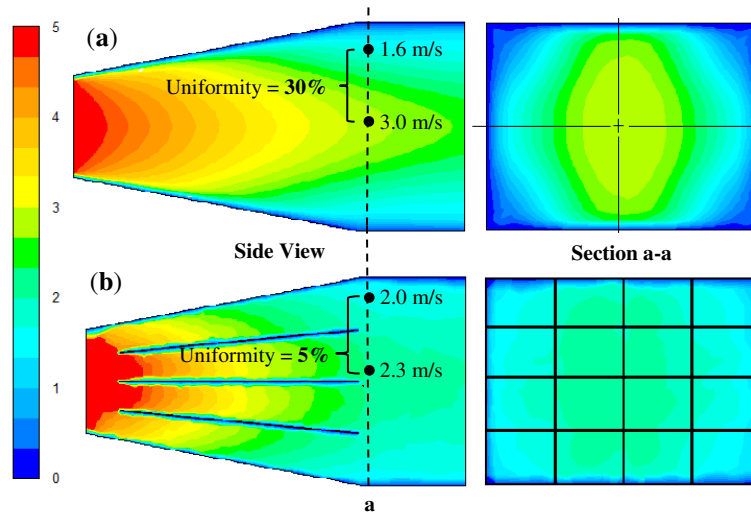 5
4
3
2
1
0
(a)
1.6 m/s
Uniformity = 30%
3.0 m/s
Side View
Section a-a
(b)
2.0 m/s
Uniformity = 5%
2.3 m/s
a